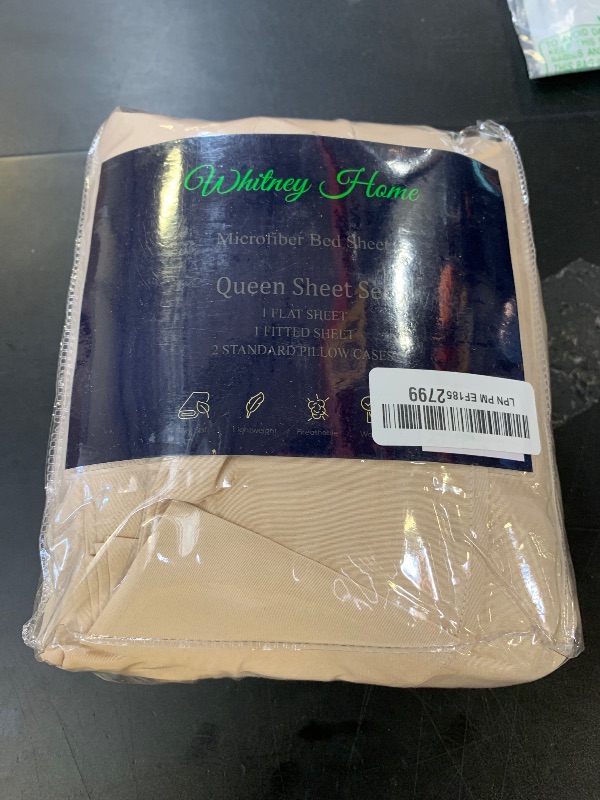 Whitney Home
Microfiber Bed Sheet
Queen Sheet Se
1 FLAT SHEET
1 FITTED SHEET
2 STANDARD PILLOW CASES
Lightweight
Breathable
LPN PM EF1852799